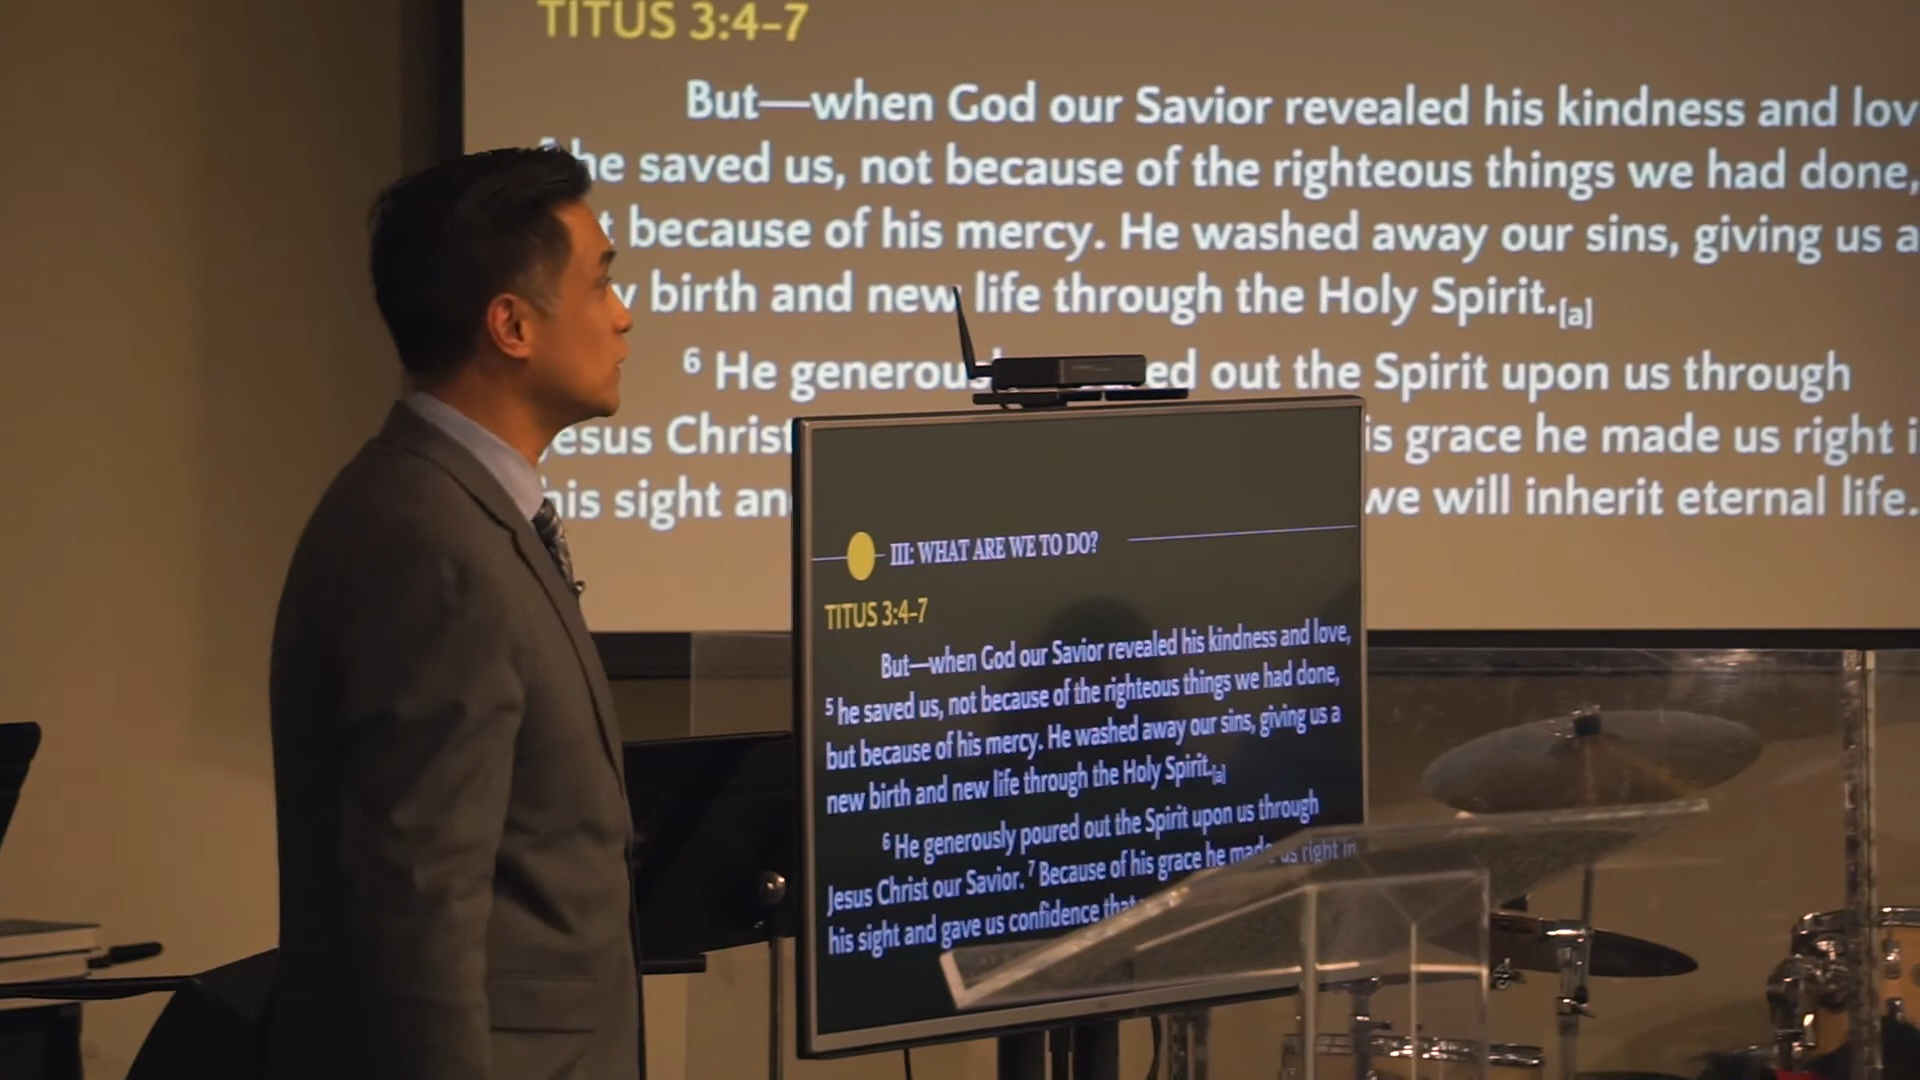 TITUS 3:4-7
But—when God our Savior revealed his kindness and lov
he saved us, not because of the righteous things we had done,
because of his mercy. He washed away our sins, giving us a
birth and new life through the Holy Spirit.[a]
6 He generous ed out the Spirit upon us through
Jesus Christ is grace he made us right i
his sight an we will inherit eternal life.
III: WHAT ARE WE TO DO?
TITUS 3:4-7
But—when God our Savior revealed his kindness and love,
5 he saved us, not because of the righteous things we had done,
but because of his mercy. He washed away our sins, giving us a
new birth and new life through the Holy Spirit.[a]
6 He generously poured out the Spirit upon us through
Jesus Christ our Savior. 7 Because of his grace he made us right in
his sight and gave us confidence that